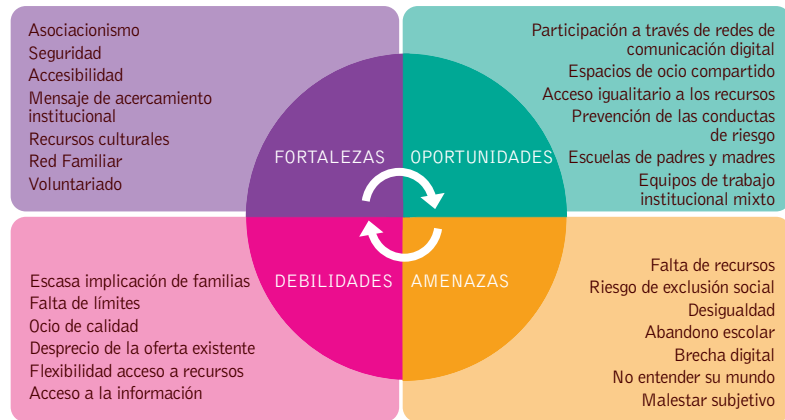 Asociacionismo
Seguridad
Accesibilidad
Mensaje de acercamiento
institucional
Recursos culturales
Red Familiar
Voluntariado
FORTALEZAS
Participación a través de redes de
comunicación digital
Espacios de ocio compartido
Acceso igualitario a los recursos
Prevención de las conductas
de riesgo
Escuelas de padres y madres
Equipos de trabajo
institucional mixto
OPORTUNIDADES
Escasa implicación de familias
Falta de límites
Ocio de calidad
Desprecio de la oferta existente
Flexibilidad acceso a recursos
Acceso a la información
DEBILIDADES
AMENAZAS
Falta de recursos
Riesgo de exclusión social
Desigualdad
Abandono escolar
Brecha digital
No entender su mundo
Malestar subjetivo